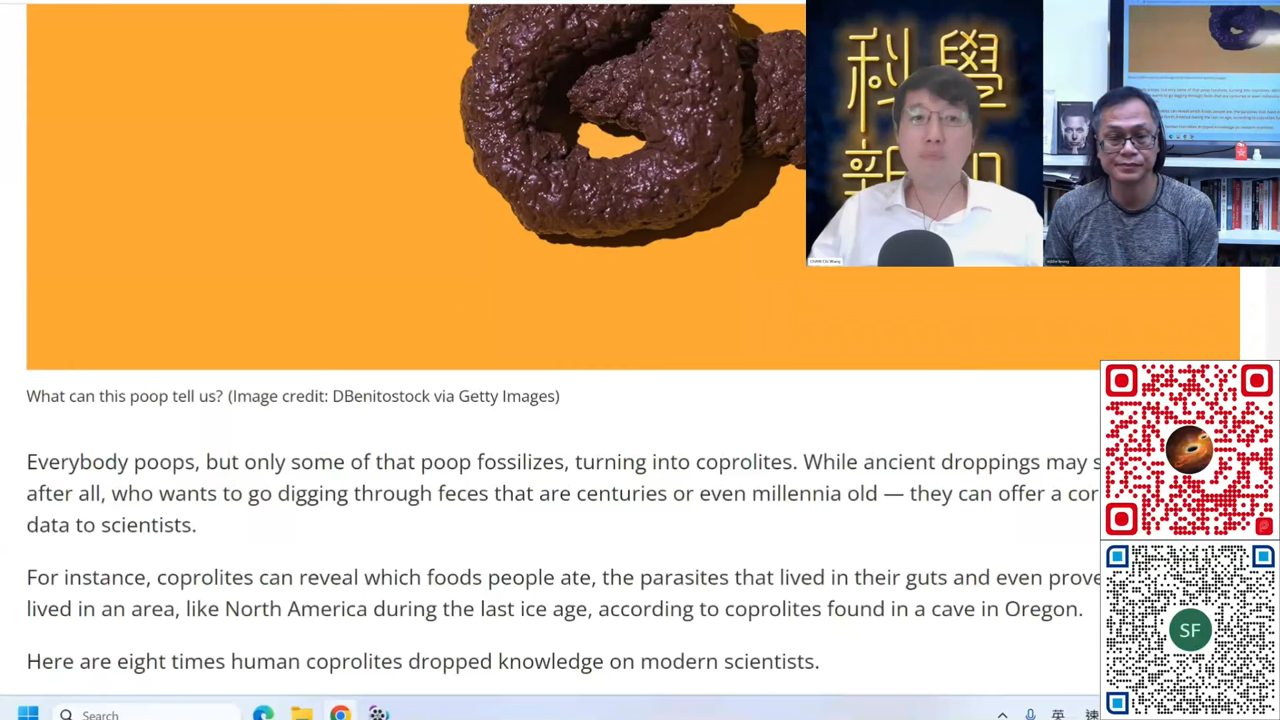 科學
新知
What can this poop tell us? (Image credit: DBenitostock via Getty Images)
Everybody poops, but only some of that poop fossilizes, turning into coprolites. While ancient droppings may s
after all, who wants to go digging through feces that are centuries or even millennia old — they can offer a cor
data to scientists.
For instance, coprolites can reveal which foods people ate, the parasites that lived in their guts and even prove
lived in an area, like North America during the last ice age, according to coprolites found in a cave in Oregon.
Here are eight times human coprolites dropped knowledge on modern scientists.
SF
Search
英